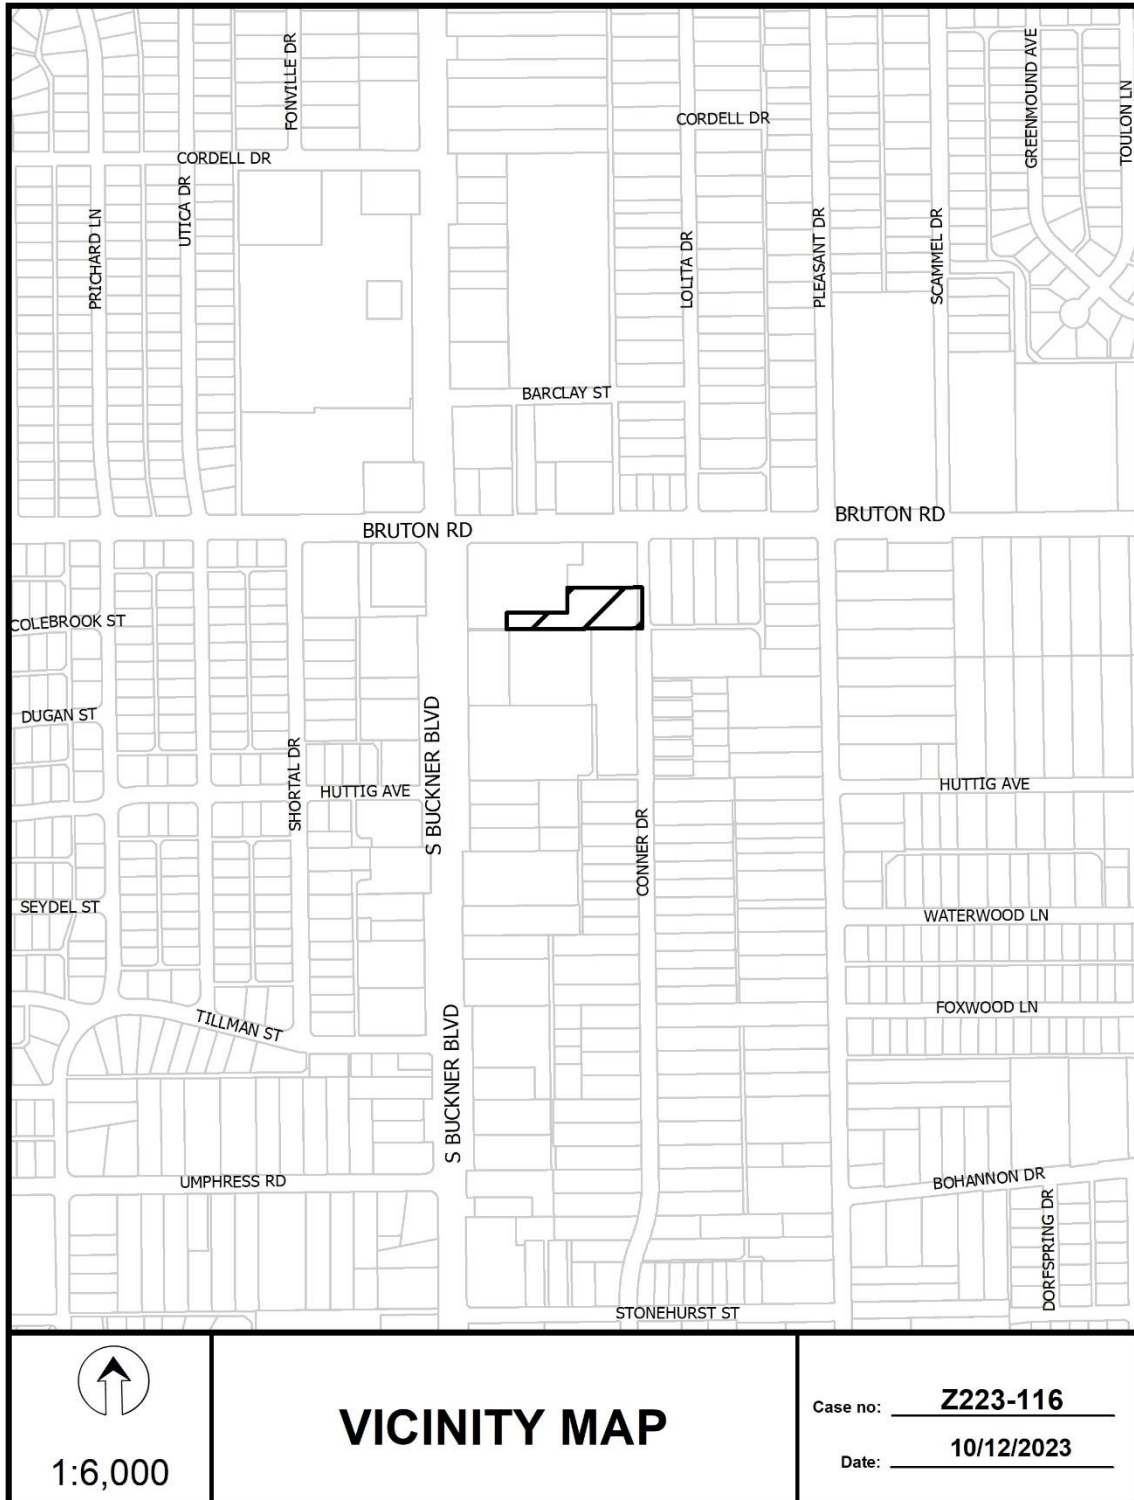 FONVILLE DR
GREENMOUND AVE
TOULON LN
CORDELL DR
CORDELL DR
PRICHARD LN
UTICA DR
LOLITA DR
PLEASANT DR
SCAMMEL DR
BARCLAY ST
BRUTON RD
BRUTON RD
COLEBROOK ST
DUGAN ST
SHORTAL DR
S BUCKNER BLVD
HUTTIG AVE
HUTTIG AVE
CONNER DR
SEYDEL ST
WATERWOOD LN
FOXWOOD LN
TILLMAN ST
S BUCKNER BLVD
UMPHRESS RD
BOHANNON DR
DORFSPRING DR
STONEHURST ST
1:6,000
VICINITY MAP
Case no: Z223-116
Date: 10/12/2023